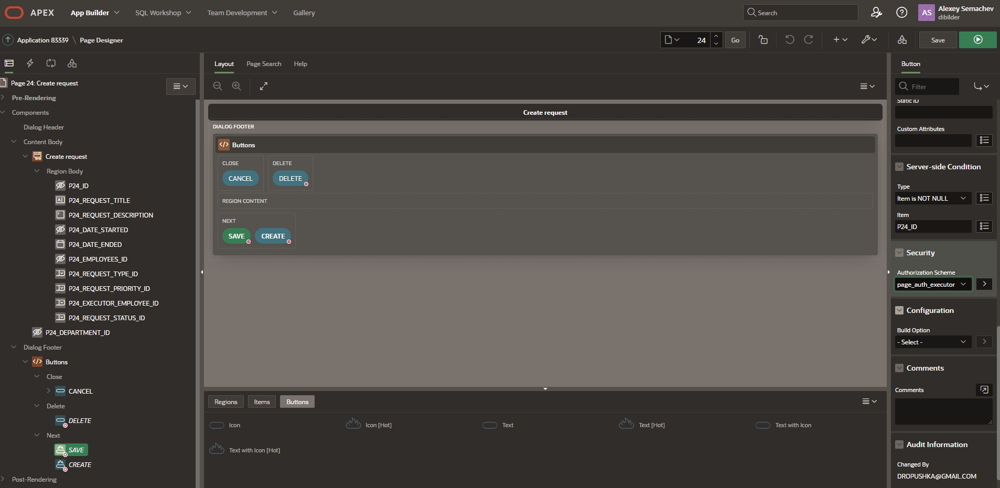 APEX
App Builder
SQL Workshop
Team Development
Gallery
Search
AS
Alexey Semachev
dibilder
Application 83339 \ Page Designer
24
Go
Save
Page 24: Create request
Pre-Rendering
Components
Dialog Header
Content Body
Create request
Region Body
P24_ID
P24_REQUEST_TITLE
P24_REQUEST_DESCRIPTION
P24_DATE_STARTED
P24_DATE_ENDED
P24_EMPLOYEES_ID
P24_REQUEST_TYPE_ID
P24_REQUEST_PRIORITY_ID
P24_EXECUTOR_EMPLOYEE_ID
P24_REQUEST_STATUS_ID
P24_DEPARTMENT_ID
Dialog Footer
Buttons
Close
CANCEL
Delete
DELETE
Next
SAVE
CREATE
Post-Rendering
Layout
Page Search
Help
Create request
DIALOG FOOTER
Buttons
CLOSE
CANCEL
DELETE
DELETE
REGION CONTENT
NEXT
SAVE
CREATE
Regions
Items
Buttons
Icon
Icon [Hot]
Text
Text [Hot]
Text with Icon
Text with Icon [Hot]
Button
Filter
Static ID
Custom Attributes
Server-side Condition
Type
Item is NOT NULL
Item
P24_ID
Security
Authorization Scheme
page_auth_executor
Configuration
Build Option
- Select -
Comments
Comments
Audit Information
Changed By
DROPUSHKA@GMAIL.COM